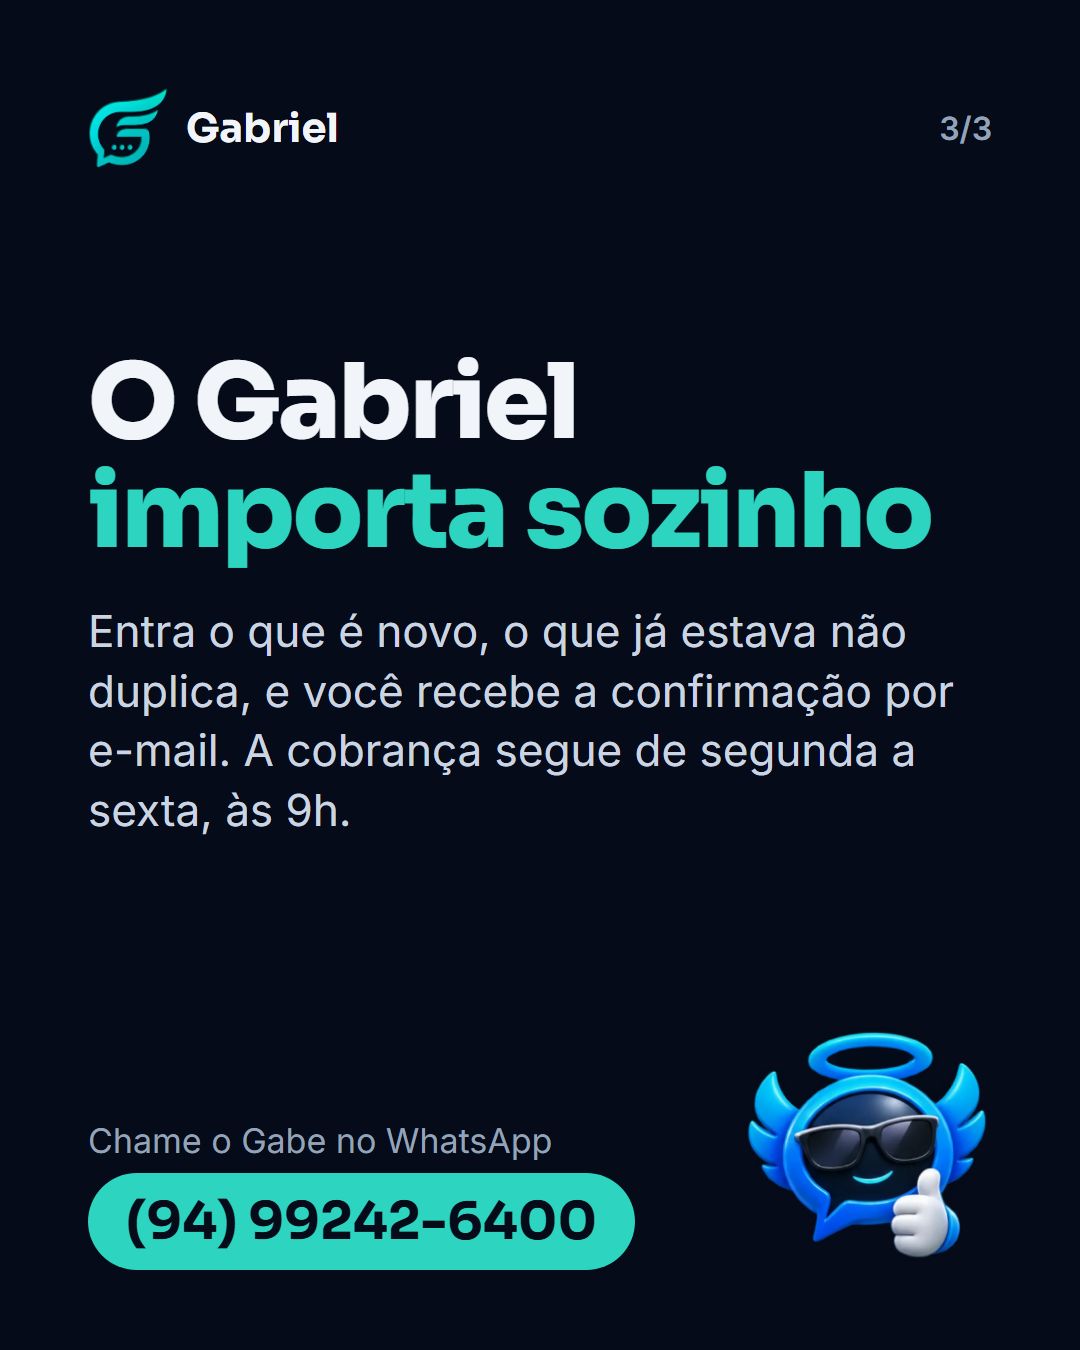 Gabriel
3/3
O Gabriel
importa sozinho
Entra o que é novo, o que já estava não
duplica, e você recebe a confirmação por
e-mail. A cobrança segue de segunda a
sexta, às 9h.
Chame o Gabe no WhatsApp
(94) 99242-6400